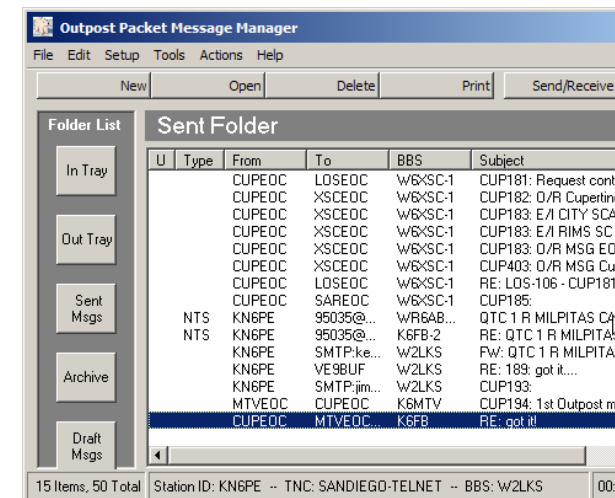 Outpost Packet Message Manager
File Edit Setup Tools Actions Help
New Open Delete Print Send/Receive
Folder List
Sent Folder
In Tray
Out Tray
Sent Msgs
Archive
Draft Msgs
U Type From To BBS Subject
CUPEOC LOSEOC W6XSC-1 CUP181: Request cont
CUPEOC XSCEOC W6XSC-1 CUP182: O/R Cupertin
CUPEOC XSCEOC W6XSC-1 CUP183: E/I CITY SCA
CUPEOC XSCEOC W6XSC-1 CUP183: E/I RIMS SC
CUPEOC XSCEOC W6XSC-1 CUP183: O/R MSG EO
CUPEOC XSCEOC W6XSC-1 CUP403: O/R MSG Cu
CUPEOC LOSEOC W6XSC-1 RE: LOS-106 - CUP181
CUPEOC SAREOC W6XSC-1 CUP185:
NTS KN6PE 95035@... WR6AB... QTC 1 R MILPITAS CA
NTS KN6PE 95035@... K6FB-2 RE: QTC 1 R MILPITAS
KN6PE SMTP:ke... W2LKS FW: QTC 1 R MILPITA
KN6PE VE9BUF W2LKS RE: 189: got it....
KN6PE SMTP:jim... W2LKS CUP193:
MTVEOC CUPEOC K6MTV CUP194: 1st Outpost m
CUPEOC MTVEOC... K6FB RE: got it!
15 Items, 50 Total Station ID: KN6PE -- TNC: SANDIEGO-TELNET -- BBS: W2LKS 00: